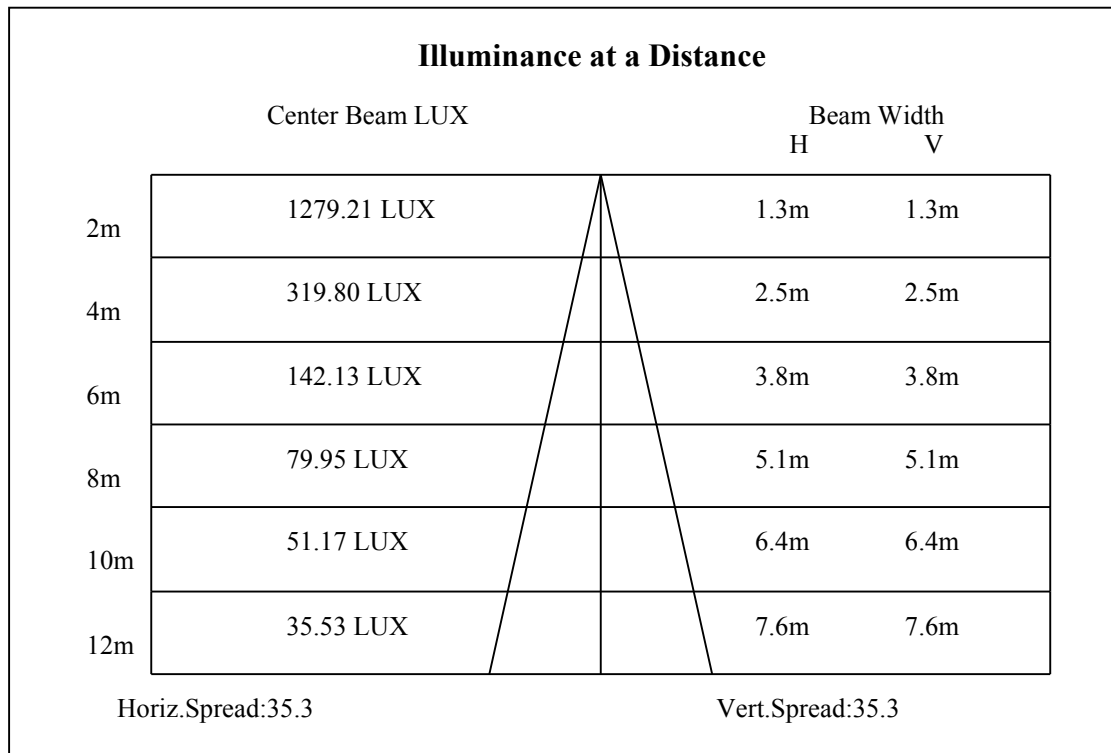 Illuminance at a Distance
Center Beam LUX Beam Width
H V
2m 1279.21 LUX 1.3m 1.3m
4m 319.80 LUX 2.5m 2.5m
6m 142.13 LUX 3.8m 3.8m
8m 79.95 LUX 5.1m 5.1m
10m 51.17 LUX 6.4m 6.4m
12m 35.53 LUX 7.6m 7.6m
Horiz.Spread:35.3 Vert.Spread:35.3